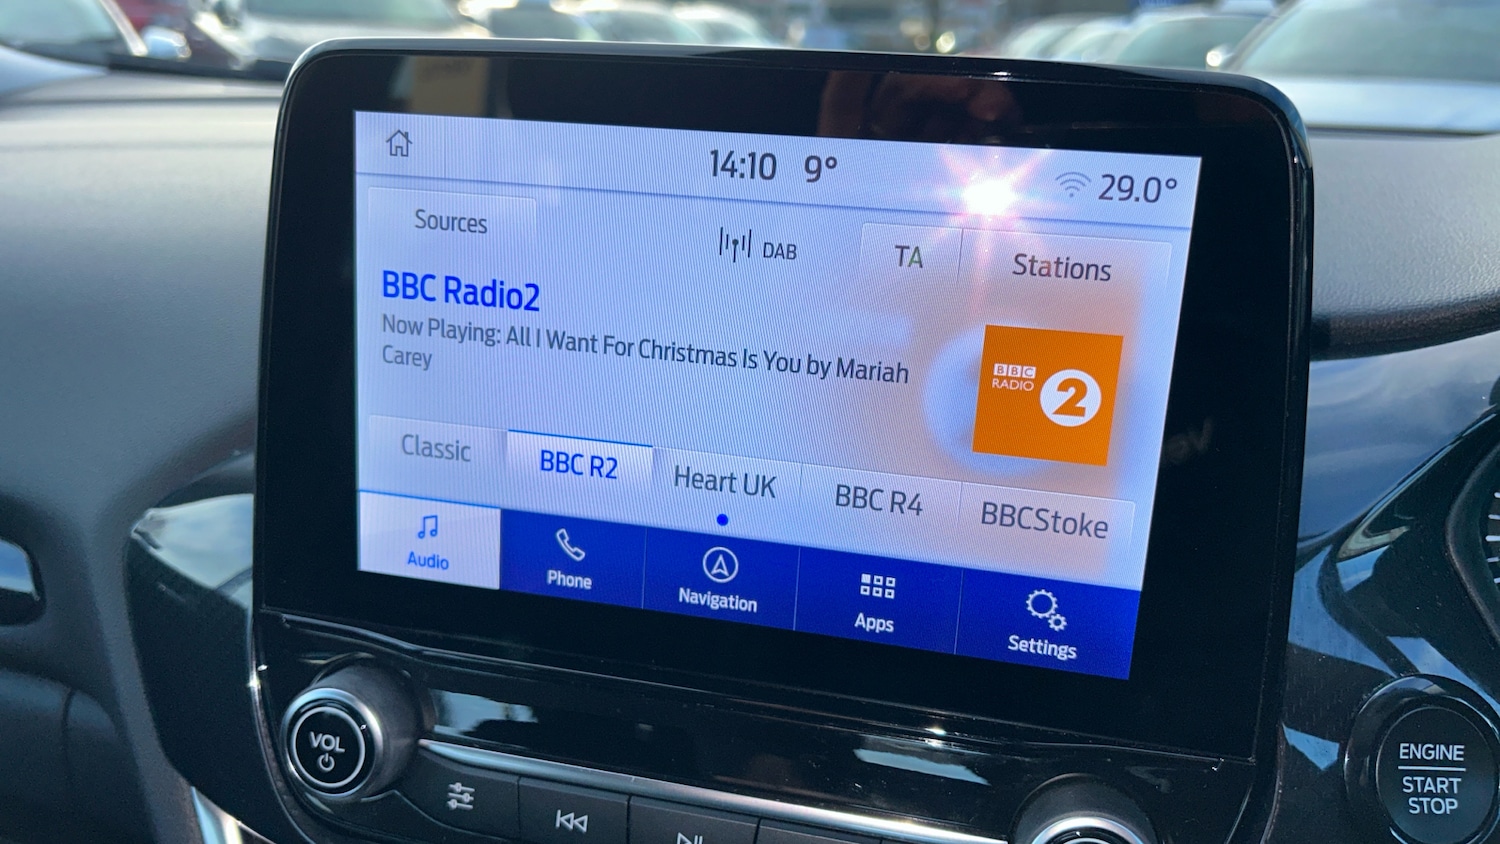 14:10 9° 29.0°
Sources
DAB
TA
Stations
BBC Radio2
Now Playing: All I Want For Christmas Is You by Mariah
Carey
BBC
RADIO
2
Classic
BBC R2
Heart UK
BBC R4
BBCStoke
Audio
Phone
Navigation
Apps
Settings
VOL
ENGINE
START
STOP